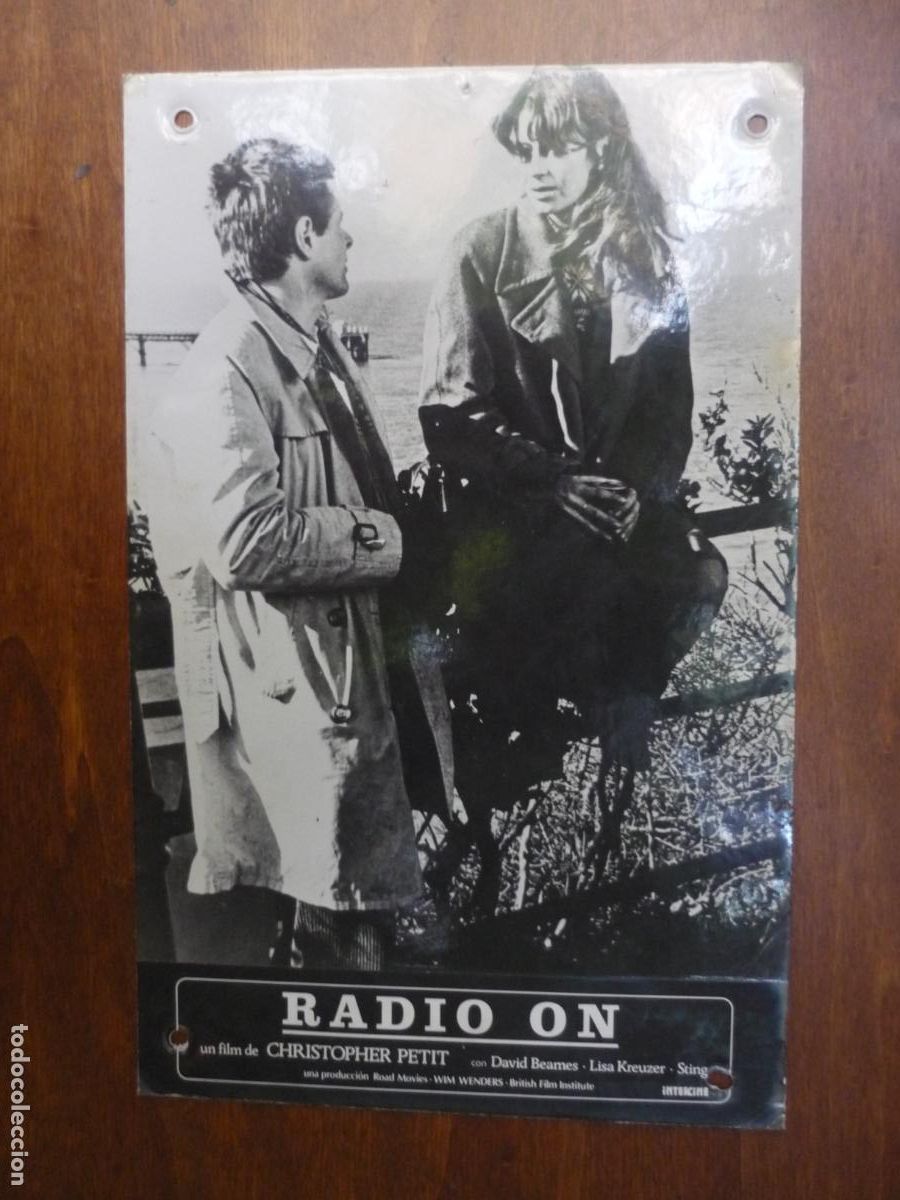 RADIO ON
un film de CHRISTOPHER PETIT con David Beames · Lisa Kreuzer · Sting
una producción Road Movies · WIM WENDERS · British Film Institute
INTERCINE
todocoleccion